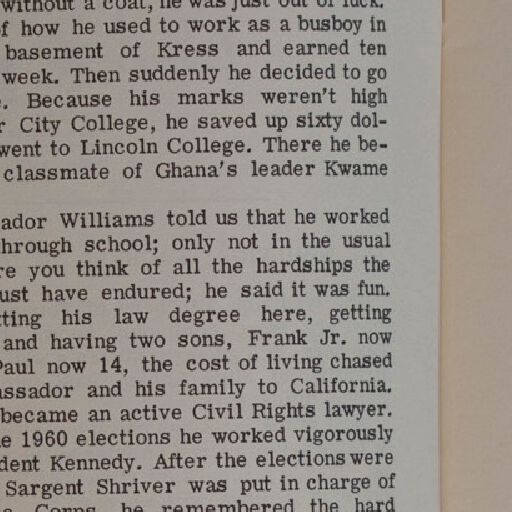 without a coat, he was just out of luck.
of how he used to work as a busboy in
basement of Kress and earned ten
week. Then suddenly he decided to go
Because his marks weren't high
City College, he saved up sixty dol-
went to Lincoln College. There he be-
classmate of Ghana's leader Kwame
ador Williams told us that he worked
through school; only not in the usual
re you think of all the hardships the
ust have endured; he said it was fun.
tting his law degree here, getting
and having two sons, Frank Jr. now
Paul now 14, the cost of living chased
assador and his family to California.
became an active Civil Rights lawyer.
e 1960 elections he worked vigorously
dent Kennedy. After the elections were
Sargent Shriver was put in charge of
Corps, he remembered the hard